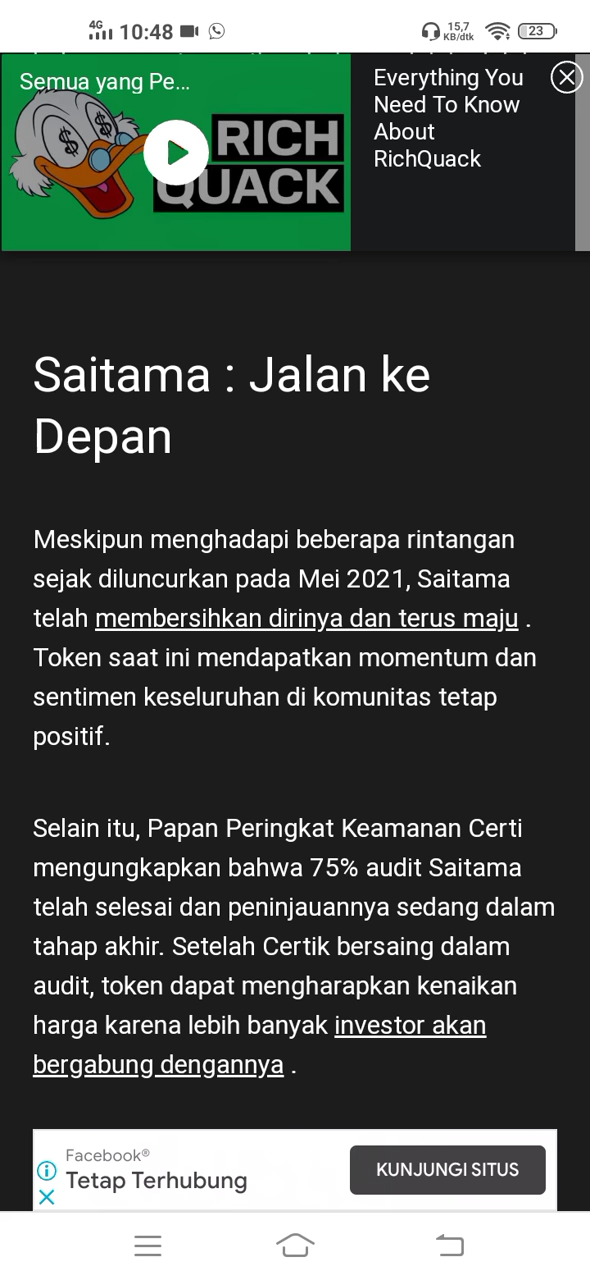 4G 10:48 15,7 KB/dtk 23
Semua yang Pe...
RICH
QUACK
Everything You
Need To Know
About
RichQuack
Saitama : Jalan ke
Depan
Meskipun menghadapi beberapa rintangan
sejak diluncurkan pada Mei 2021, Saitama
telah membersihkan dirinya dan terus maju .
Token saat ini mendapatkan momentum dan
sentimen keseluruhan di komunitas tetap
positif.
Selain itu, Papan Peringkat Keamanan Certi
mengungkapkan bahwa 75% audit Saitama
telah selesai dan peninjauannya sedang dalam
tahap akhir. Setelah Certik bersaing dalam
audit, token dapat mengharapkan kenaikan
harga karena lebih banyak investor akan
bergabung dengannya .
Facebook®
Tetap Terhubung
KUNJUNGI SITUS